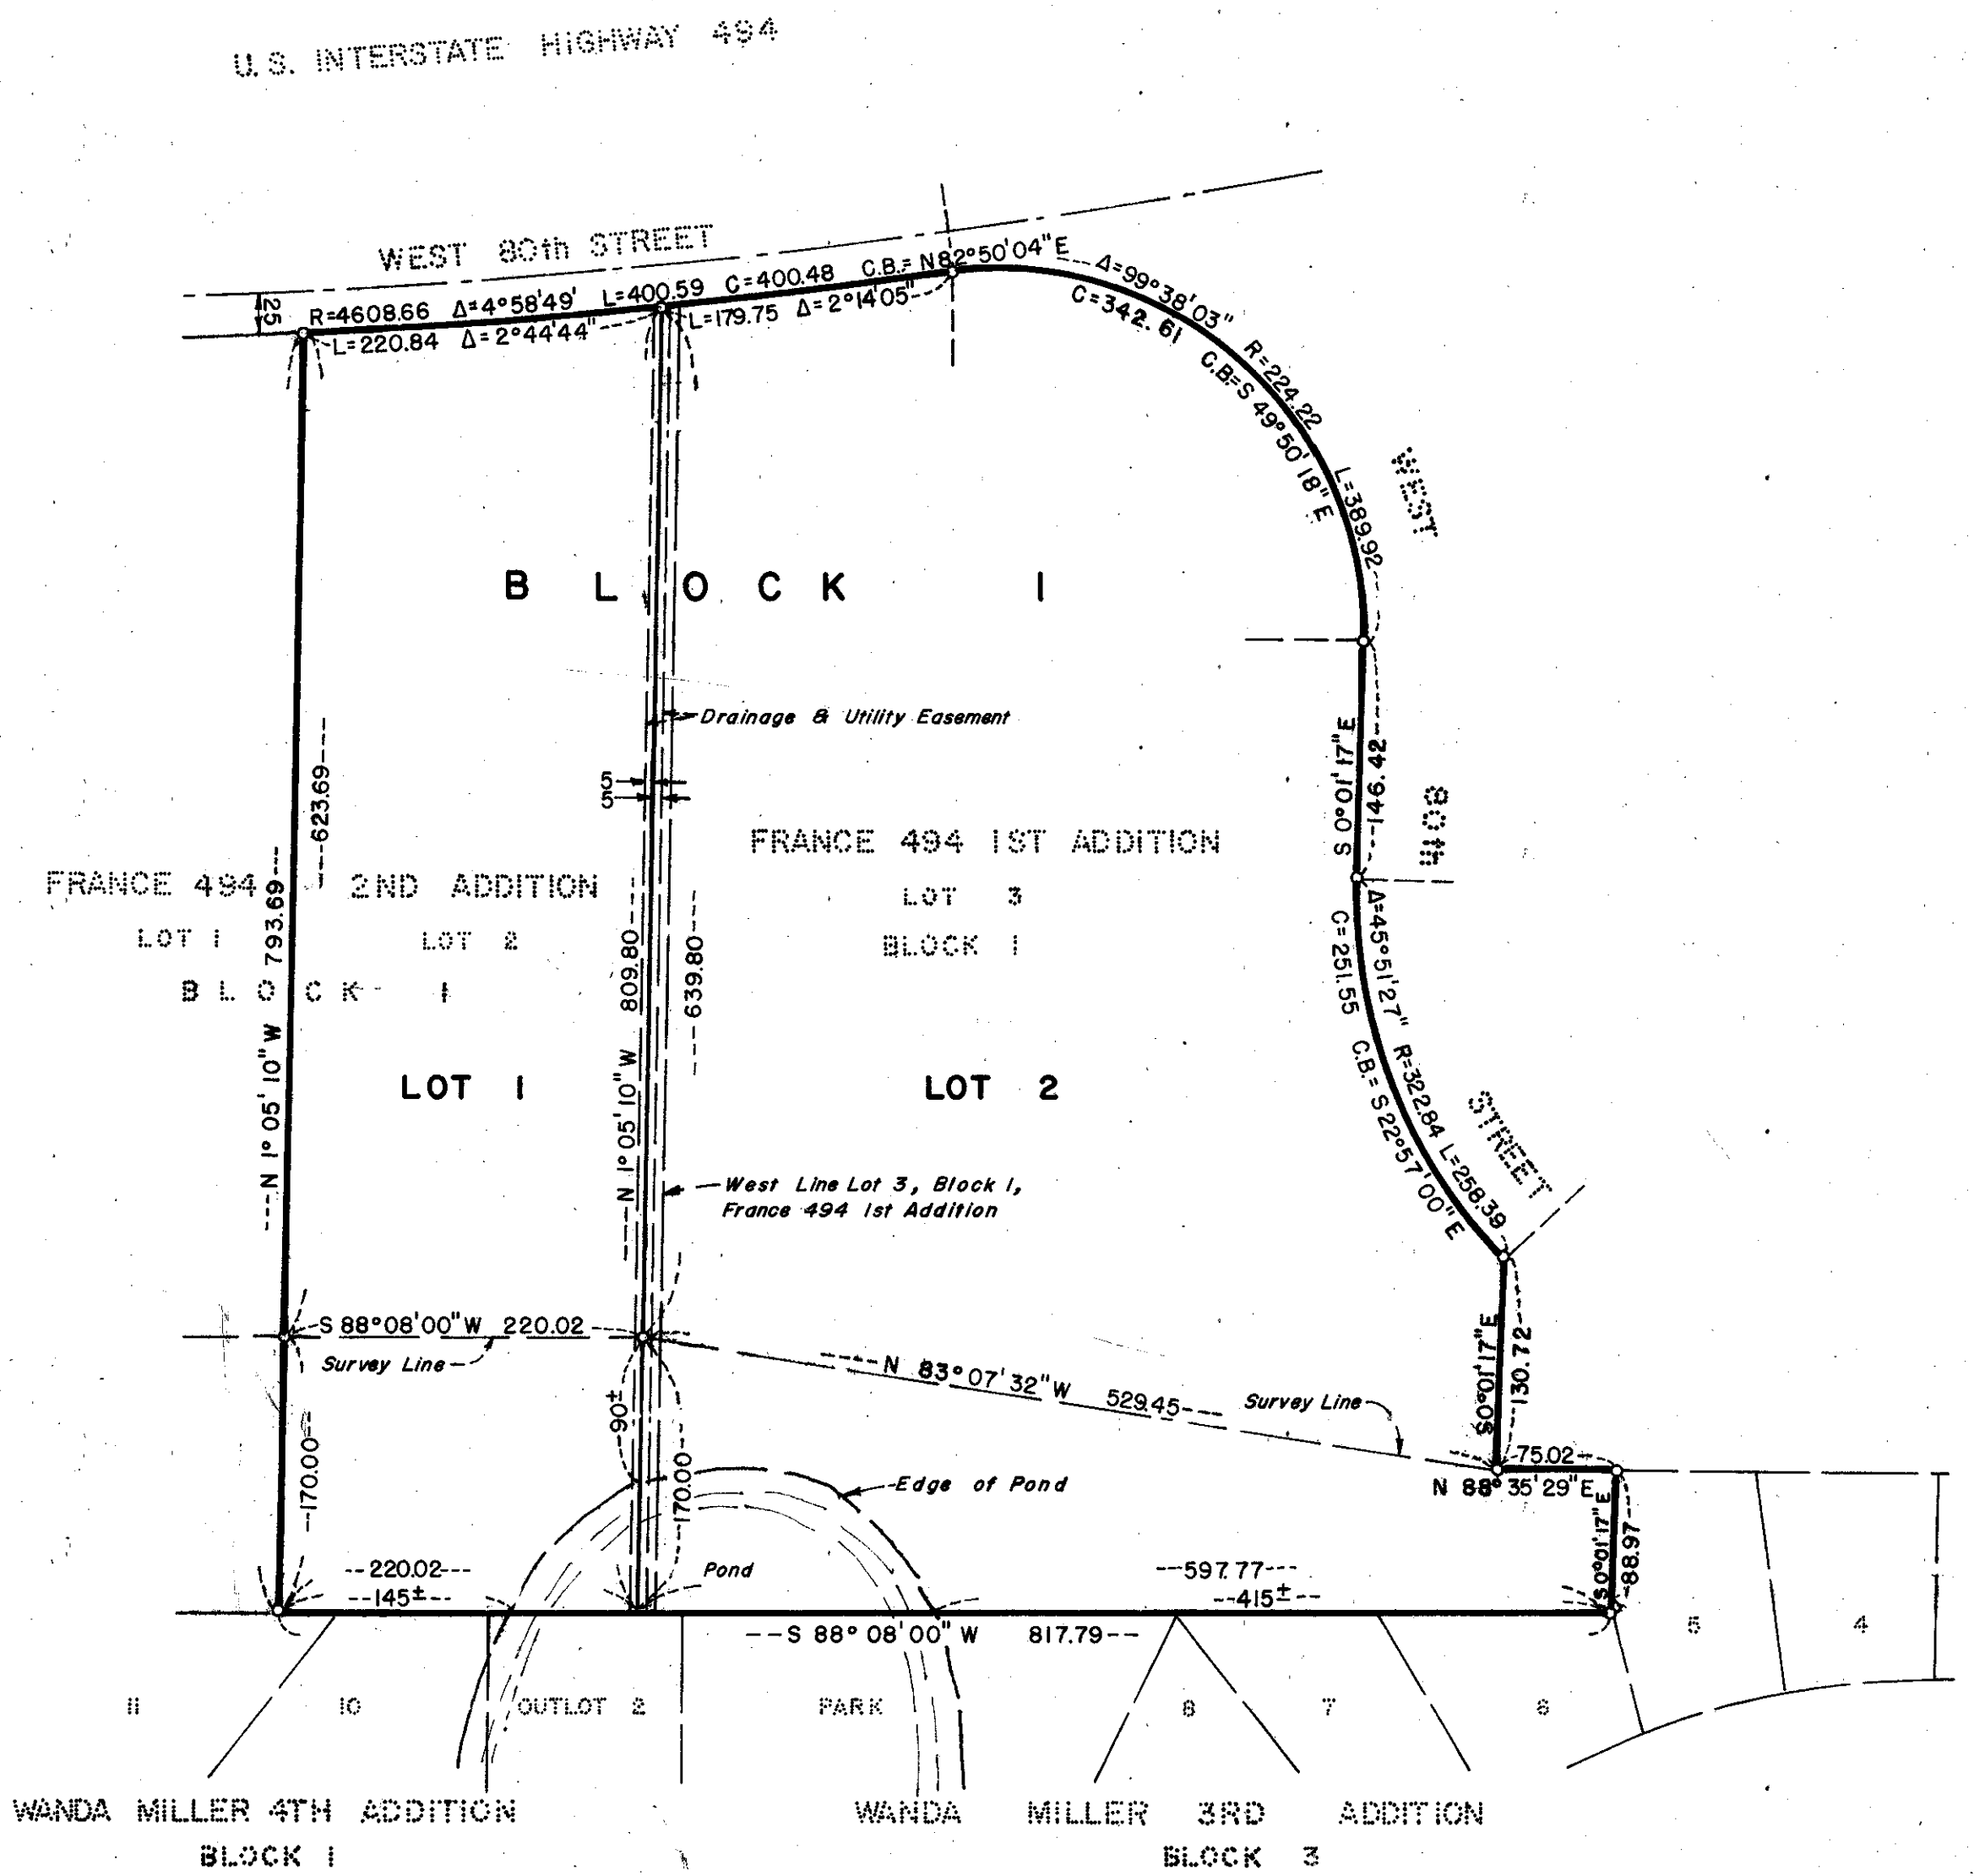 U.S. INTERSTATE HIGHWAY 494
WEST 80th STREET
25
R=4608.66 Δ=4°58'49" L=400.59 C=400.48 C.B.= N82°50'04"E
L=220.84 Δ=2°44'44"
L=179.75 Δ=2°14'05"
Δ=99°38'03"
C=342.61
R=224.22
C.B.=S 49°50'18"E
L=389.92
WEST
BLOCK 1
Drainage & Utility Easement
5
5
S 0°01'17"E
146.42
80th
623.69
N 1°05'10"W 793.69
FRANCE 494 2ND ADDITION
LOT 1
LOT 2
BLOCK 1
FRANCE 494 1ST ADDITION
LOT 3
BLOCK 1
N 1°05'10"W 809.80
639.80
C=251.55
Δ=45°51'27" R=322.84 L=258.39
C.B.= S22°57'00"E
STREET
LOT 1
LOT 2
West Line Lot 3, Block 1,
France 494 1st Addition
S 88°08'00"W 220.02
Survey Line
N 83°07'32"W 529.45
Survey Line
S0°01'17"E
130.72
75.02
N 88°35'29"E
S0°01'17"E
88.97
90±
170.00
170.00
Edge of Pond
Pond
220.02
145±
597.77
415±
S 88°08'00"W 817.79
11
10
OUTLOT 2
PARK
8
7
6
5
4
WANDA MILLER 4TH ADDITION
BLOCK 1
WANDA MILLER 3RD ADDITION
BLOCK 3